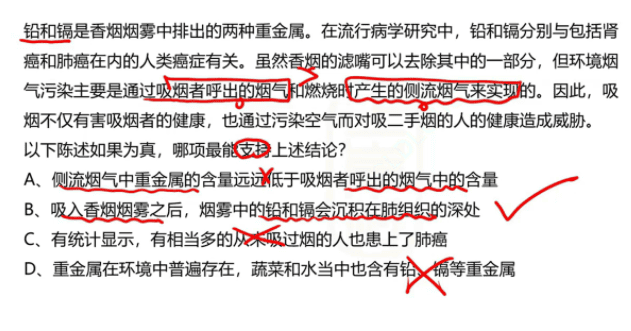 铅和镉是香烟烟雾中排出的两种重金属。在流行病学研究中，铅和镉分别与包括肾
癌和肺癌在内的人类癌症有关。虽然香烟的滤嘴可以去除其中的一部分，但环境烟
气污染主要是通过吸烟者呼出的烟气和燃烧时产生的侧流烟气来实现的。因此，吸
烟不仅有害吸烟者的健康，也通过污染空气而对吸二手烟的人的健康造成威胁。
以下陈述如果为真，哪项最能支持上述结论？
A、侧流烟气中重金属的含量远远低于吸烟者呼出的烟气中的含量
B、吸入香烟烟雾之后，烟雾中的铅和镉会沉积在肺组织的深处
C、有统计显示，有相当多的从未吸过烟的人也患上了肺癌
D、重金属在环境中普遍存在，蔬菜和水当中也含有铅、镉等重金属